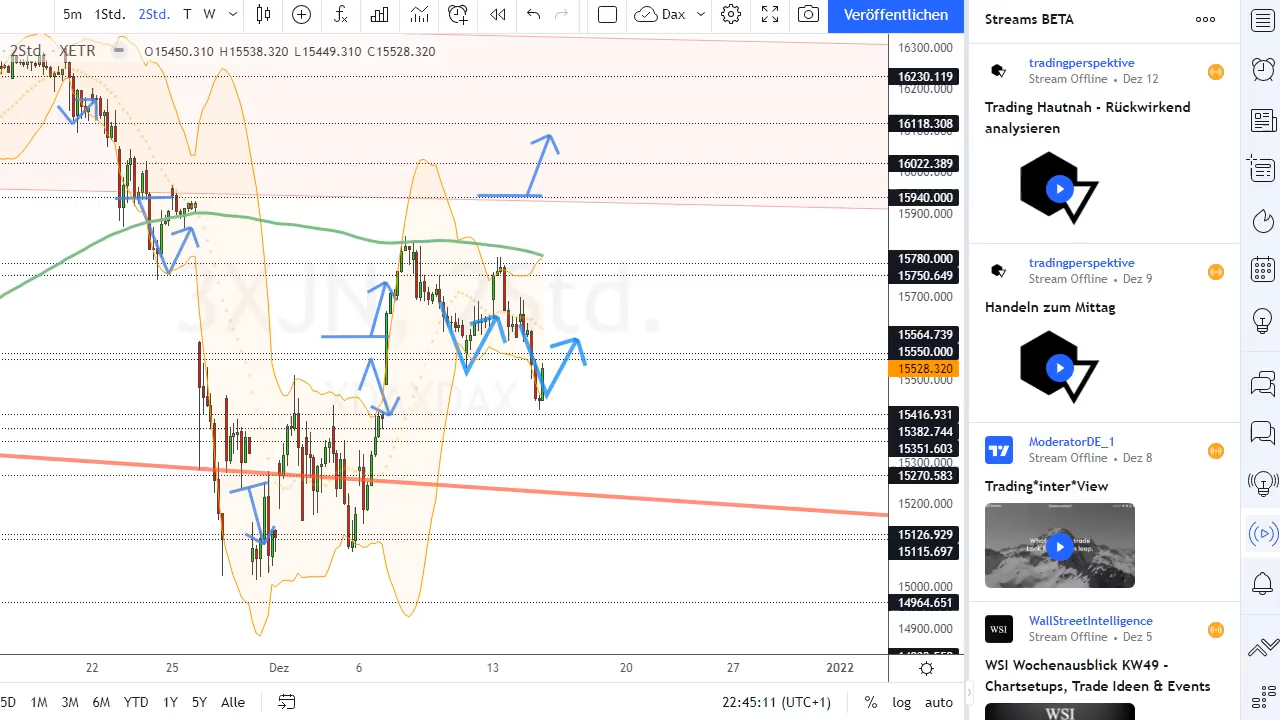 5m 1Std. 2Std. T W Dax Veröffentlichen
2Std. XETR O15450.310 H15538.320 L15449.310 C15528.320
16300.000
16230.119
16200.000
16118.308
16022.389
15940.000
15900.000
15780.000
15750.649
15700.000
15564.739
15550.000
15528.320
15500.000
15416.931
15382.744
15351.603
15300.000
15270.583
15200.000
15126.929
15115.697
15000.000
14964.651
14900.000
22 25 Dez 6 13 20 27 2022
5D 1M 3M 6M YTD 1Y 5Y Alle 22:45:11 (UTC+1) % log auto
Streams BETA
tradingperspektive
Stream Offline • Dez 12
Trading Hautnah - Rückwirkend
analysieren
tradingperspektive
Stream Offline • Dez 9
Handeln zum Mittag
ModeratorDE_1
Stream Offline • Dez 8
Trading*inter*View
WallStreetIntelligence
WSI
Stream Offline • Dez 5
WSI Wochenausblick KW49 -
Chartsetups, Trade Ideen & Events
WSI